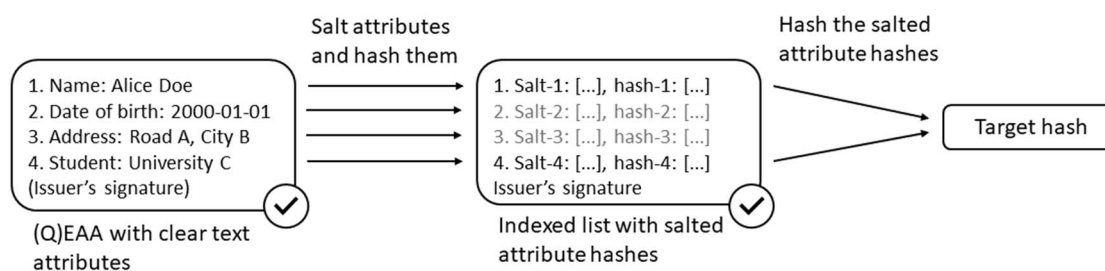 Salt attributes
and hash them
Hash the salted
attribute hashes
1. Name: Alice Doe
2. Date of birth: 2000-01-01
3. Address: Road A, City B
4. Student: University C
(Issuer’s signature)
1. Salt-1: [...], hash-1: [...]
2. Salt-2: [...], hash-2: [...]
3. Salt-3: [...], hash-3: [...]
4. Salt-4: [...], hash-4: [...]
Issuer’s signature
Target hash
(Q)EAA with clear text
attributes
Indexed list with salted
attribute hashes